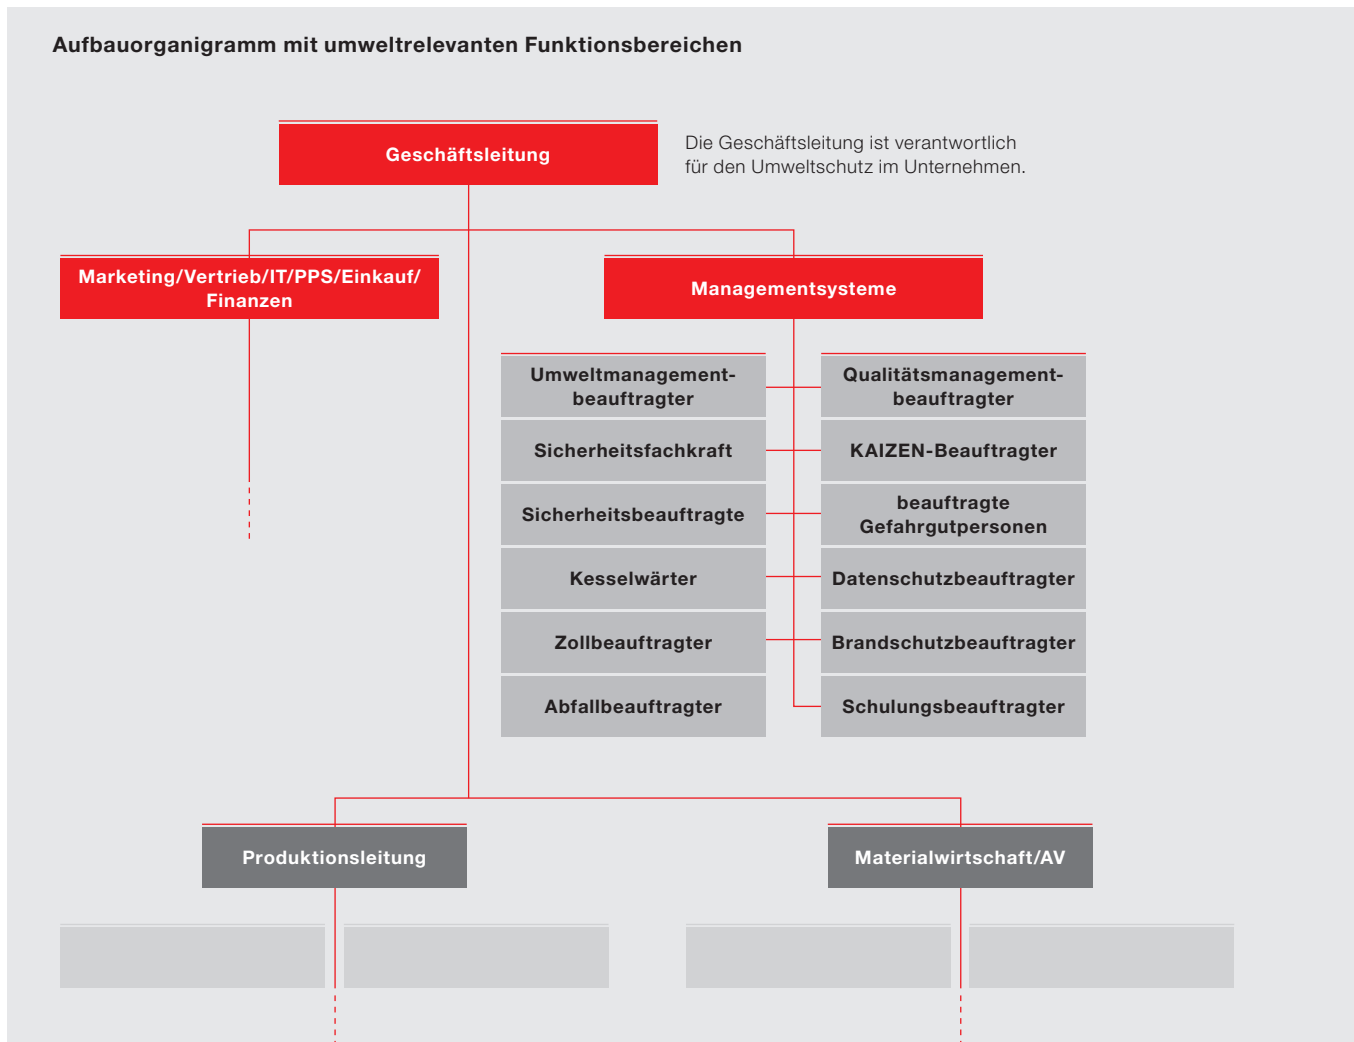 Aufbauorganigramm mit umweltrelevanten Funktionsbereichen
Geschäftsleitung
Die Geschäftsleitung ist verantwortlich
für den Umweltschutz im Unternehmen.
Marketing/Vertrieb/IT/PPS/Einkauf/
Finanzen
Managementsysteme
Umweltmanagement-
beauftragter
Qualitätsmanagement-
beauftragter
Sicherheitsfachkraft
KAIZEN-Beauftragter
Sicherheitsbeauftragte
beauftragte
Gefahrgutpersonen
Kesselwärter
Datenschutzbeauftragter
Zollbeauftragter
Brandschutzbeauftragter
Abfallbeauftragter
Schulungsbeauftragter
Produktionsleitung
Materialwirtschaft/AV